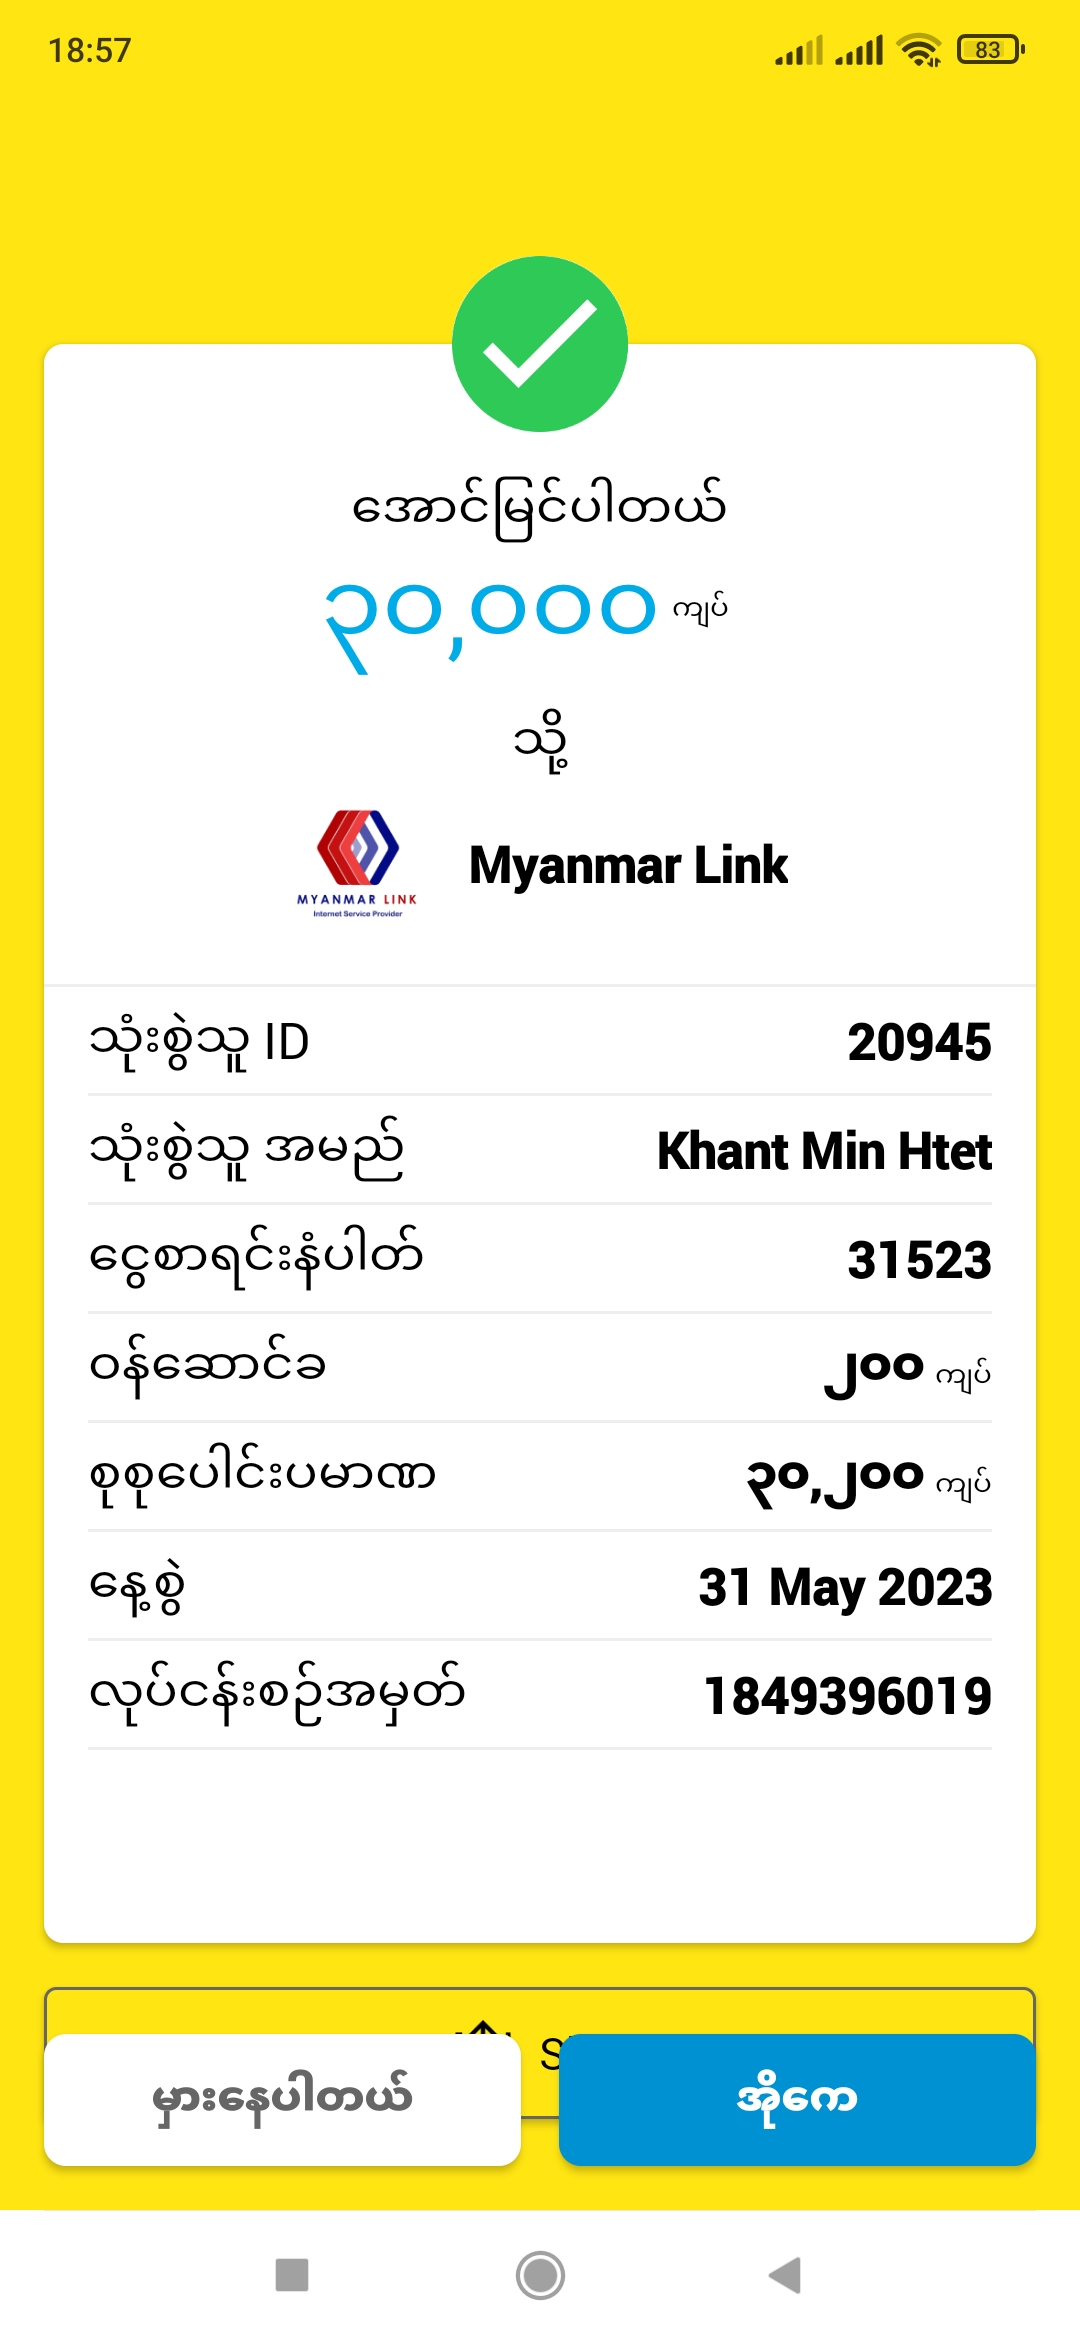 18:57
83
အောင်မြင်ပါတယ်
၃၀,၀၀၀ ကျပ်
သို့
MYANMAR LINK
Internet Service Provider
Myanmar Link
သုံးစွဲသူ ID 20945
သုံးစွဲသူ အမည် Khant Min Htet
ငွေစာရင်းနံပါတ် 31523
ဝန်ဆောင်ခ ၂၀၀ ကျပ်
စုစုပေါင်းပမာဏ ၃၀,၂၀၀ ကျပ်
နေ့စွဲ 31 May 2023
လုပ်ငန်းစဉ်အမှတ် 1849396019
မှားနေပါတယ်
အိုကေ